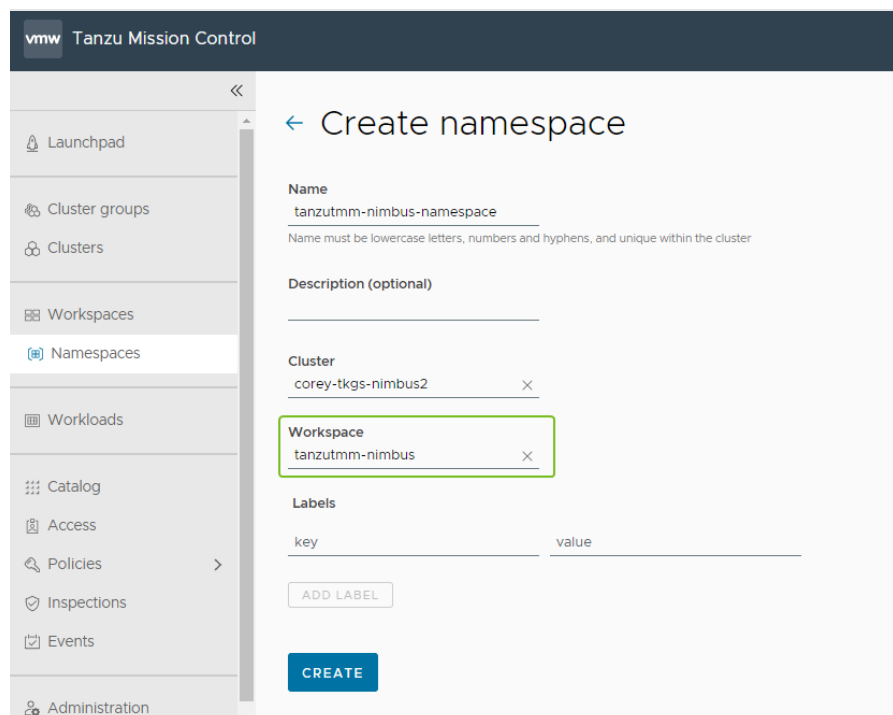 vmw Tanzu Mission Control
Launchpad
Cluster groups
Clusters
Workspaces
Namespaces
Workloads
Catalog
Access
Policies
Inspections
Events
Administration
Create namespace
Name
tanzutmm-nimbus-namespace
Name must be lowercase letters, numbers and hyphens, and unique within the cluster
Description (optional)
Cluster
corey-tkgs-nimbus2
Workspace
tanzutmm-nimbus
Labels
key value
ADD LABEL
CREATE